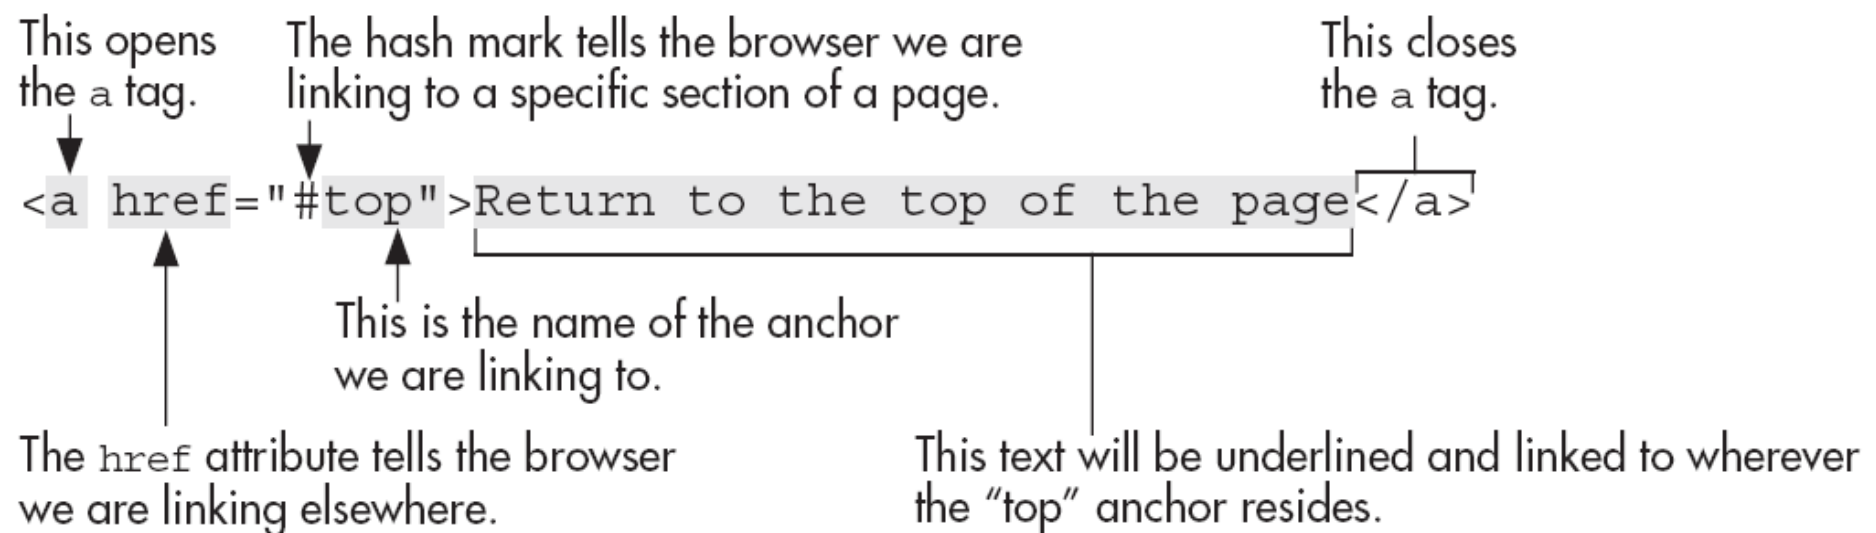 This opens
the a tag.
The hash mark tells the browser we are
linking to a specific section of a page.
This closes
the a tag.
<a href="#top">Return to the top of the page</a>
This is the name of the anchor
we are linking to.
The href attribute tells the browser
we are linking elsewhere.
This text will be underlined and linked to wherever
the “top” anchor resides.